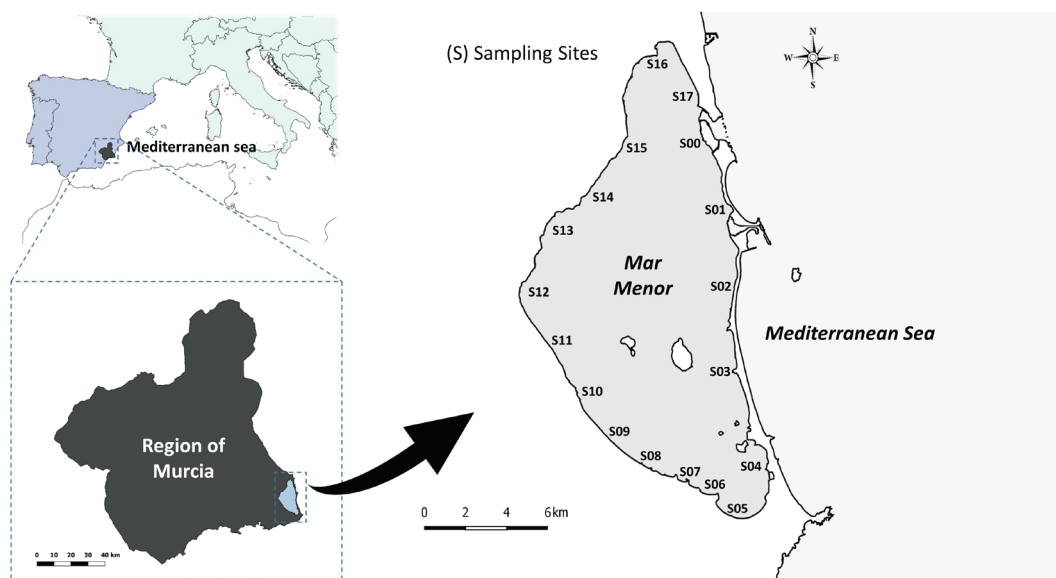 (S) Sampling Sites
N
W E
S
Mediterranean sea
S16
S17
S00
S15
S14
S01
S13
Mar
Menor
S02
S12
Mediterranean Sea
S11
S03
S10
S09
S08
S07
S06
S04
S05
Region of
Murcia
0 2 4 6km
0 10 20 30 40 km